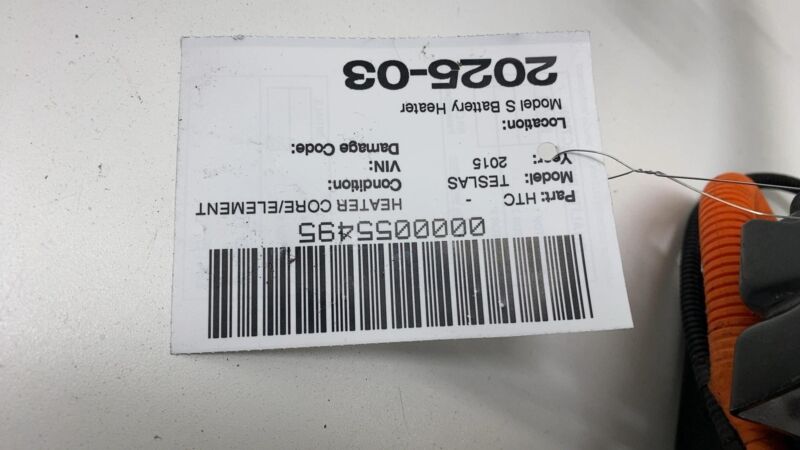 0000055495
Part: HTC - HEATER CORE/ELEMENT
Model: TESLAS Condition:
Year: 2015 VIN:
Damage Code:
Location:
Model S Battery Heater
2025-03